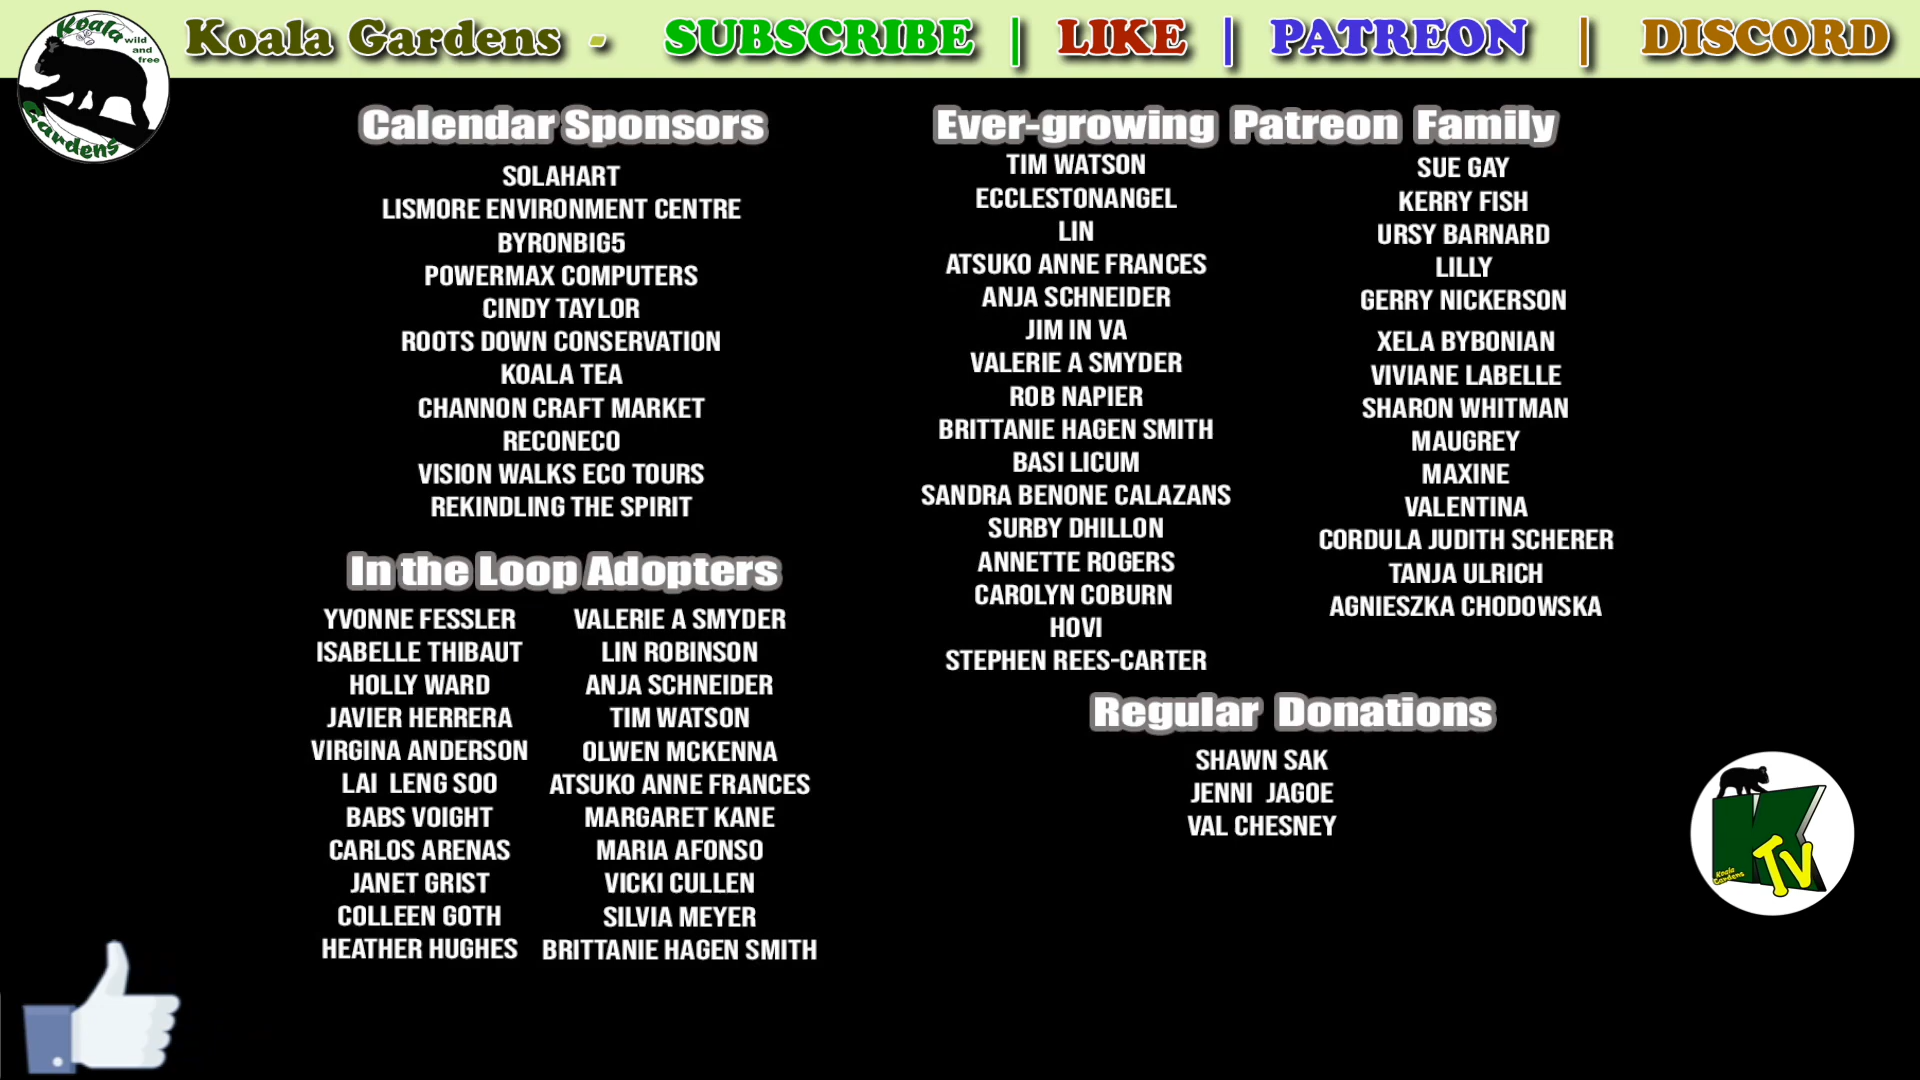 Koala Gardens - SUBSCRIBE | LIKE | PATREON | DISCORD
Koala
wild
and
free
Gardens
Calendar Sponsors
SOLAHART
LISMORE ENVIRONMENT CENTRE
BYRONBIG5
POWERMAX COMPUTERS
CINDY TAYLOR
ROOTS DOWN CONSERVATION
KOALA TEA
CHANNON CRAFT MARKET
RECONECO
VISION WALKS ECO TOURS
REKINDLING THE SPIRIT
In the Loop Adopters
YVONNE FESSLER
ISABELLE THIBAUT
HOLLY WARD
JAVIER HERRERA
VIRGINA ANDERSON
LAI LENG SOO
BABS VOIGHT
CARLOS ARENAS
JANET GRIST
COLLEEN GOTH
HEATHER HUGHES
VALERIE A SMYDER
LIN ROBINSON
ANJA SCHNEIDER
TIM WATSON
OLWEN MCKENNA
ATSUKO ANNE FRANCES
MARGARET KANE
MARIA AFONSO
VICKI CULLEN
SILVIA MEYER
BRITTANIE HAGEN SMITH
Ever-growing Patreon Family
TIM WATSON
ECCLESTONANGEL
LIN
ATSUKO ANNE FRANCES
ANJA SCHNEIDER
JIM IN VA
VALERIE A SMYDER
ROB NAPIER
BRITTANIE HAGEN SMITH
BASI LICUM
SANDRA BENONE CALAZANS
SURBY DHILLON
ANNETTE ROGERS
CAROLYN COBURN
HOVI
STEPHEN REES-CARTER
SUE GAY
KERRY FISH
URSY BARNARD
LILLY
GERRY NICKERSON
XELA BYBONIAN
VIVIANE LABELLE
SHARON WHITMAN
MAUGREY
MAXINE
VALENTINA
CORDULA JUDITH SCHERER
TANJA ULRICH
AGNIESZKA CHODOWSKA
Regular Donations
SHAWN SAK
JENNI JAGOE
VAL CHESNEY
K
TV
Koala
Gardens